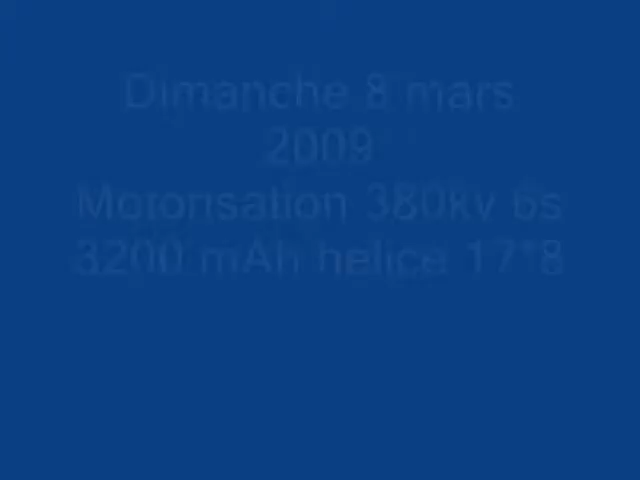 Dimanche 8 mars
2009
Motorisation 380kv 6s
3200 mAh helice 17*8